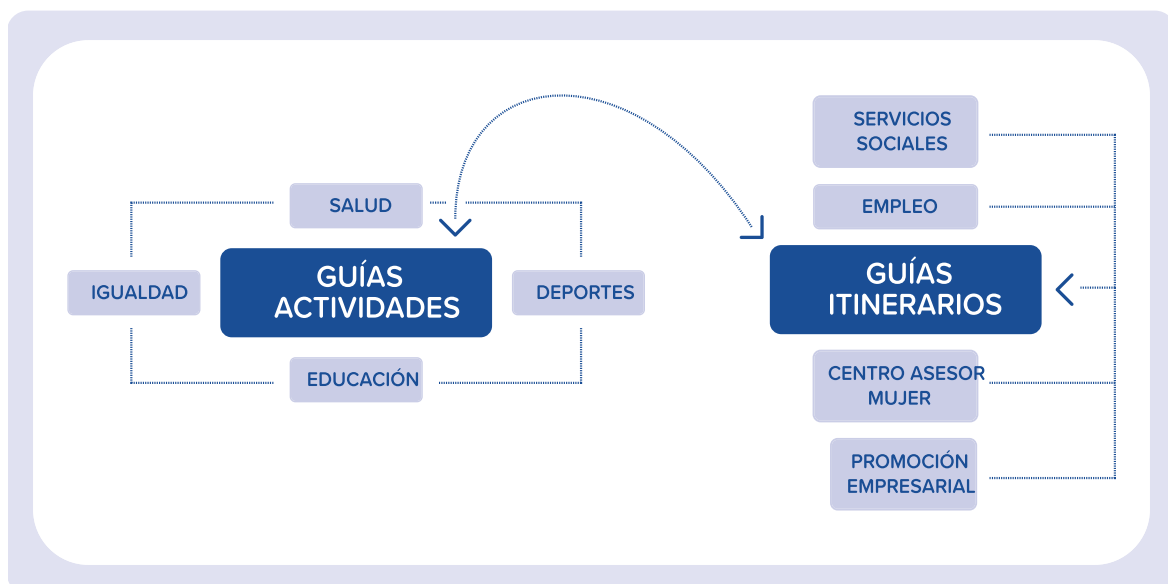 SALUD
IGUALDAD
GUÍAS
ACTIVIDADES
DEPORTES
EDUCACIÓN
SERVICIOS
SOCIALES
EMPLEO
GUÍAS
ITINERARIOS
CENTRO ASESOR
MUJER
PROMOCIÓN
EMPRESARIAL